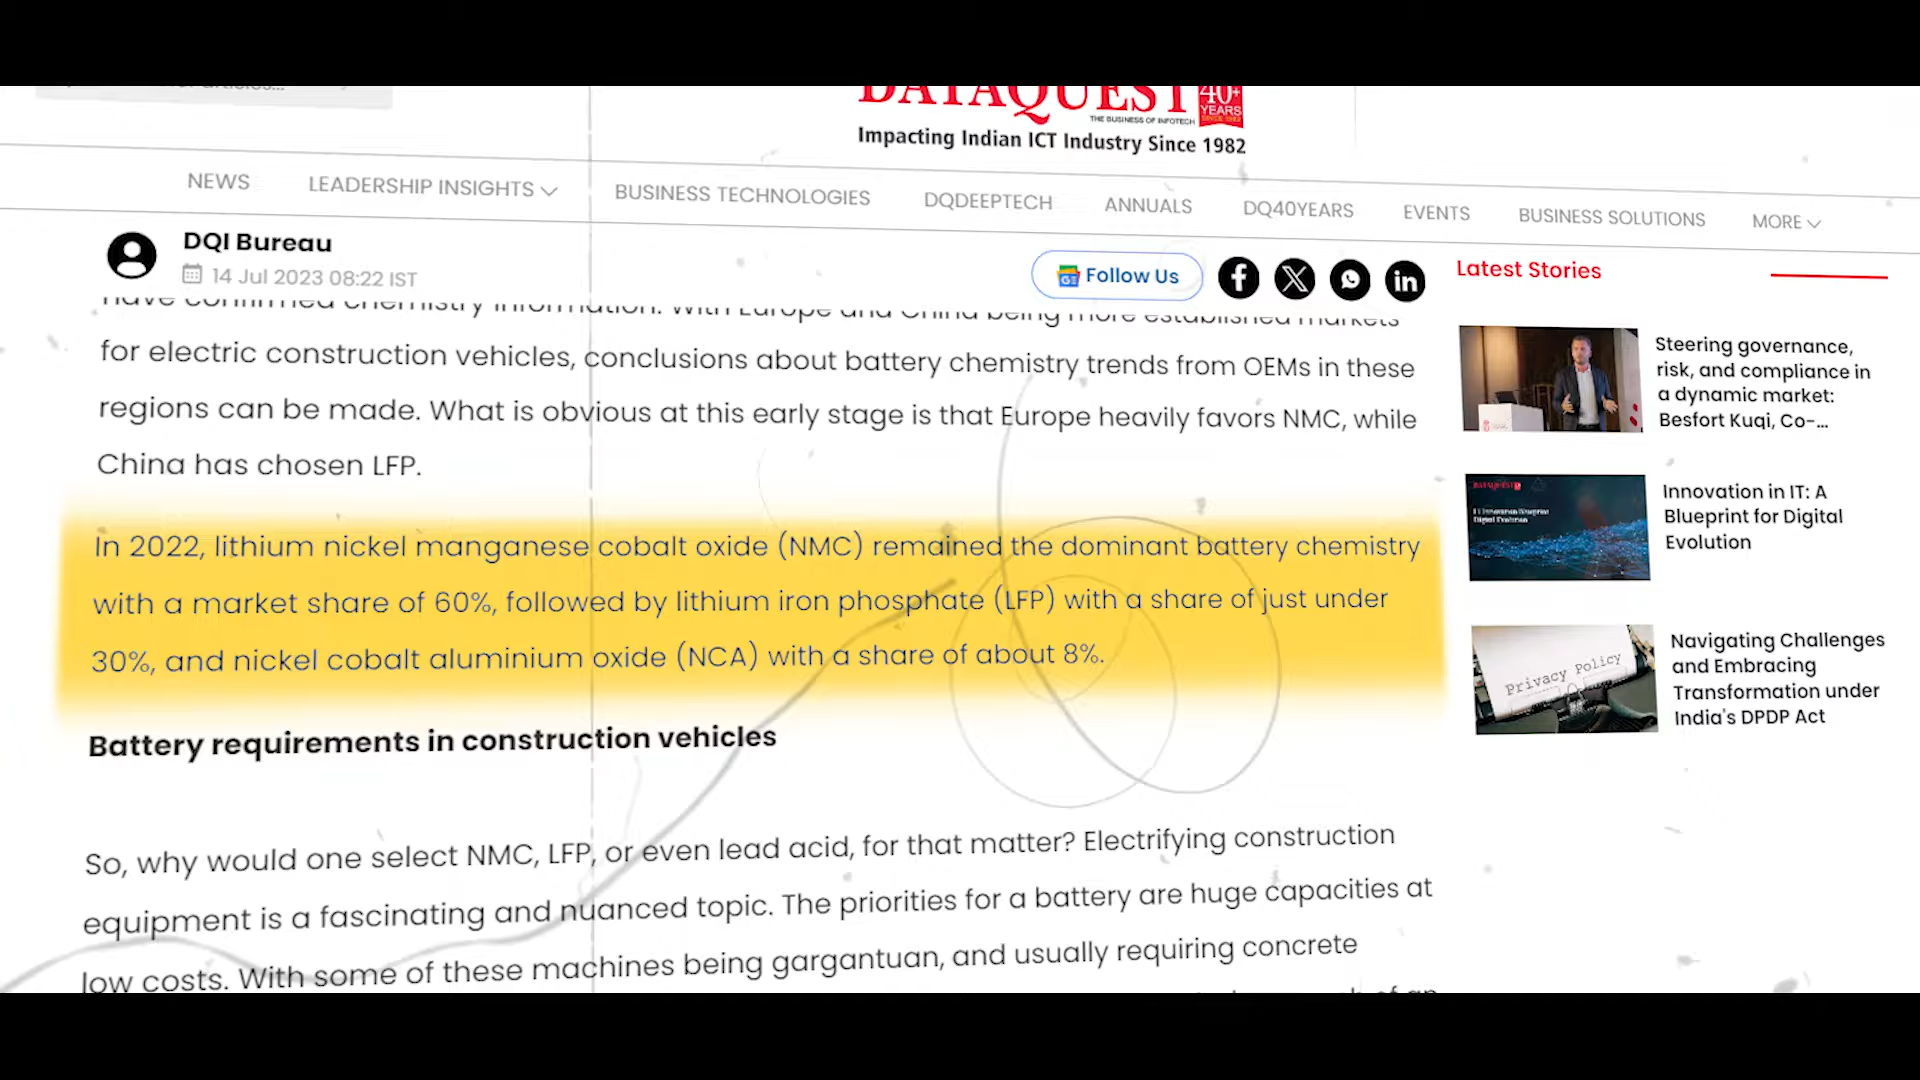 DATAQUEST
40+
YEARS
SINCE 1982
THE BUSINESS OF INFOTECH
Impacting Indian ICT Industry Since 1982
NEWS
LEADERSHIP INSIGHTS
BUSINESS TECHNOLOGIES
DQDEEPTECH
ANNUALS
DQ40YEARS
EVENTS
BUSINESS SOLUTIONS
MORE
DQI Bureau
14 Jul 2023 08:22 IST
Follow Us
have confirmed chemistry information. With Europe and China being more established markets
for electric construction vehicles, conclusions about battery chemistry trends from OEMs in these
regions can be made. What is obvious at this early stage is that Europe heavily favors NMC, while
China has chosen LFP.
In 2022, lithium nickel manganese cobalt oxide (NMC) remained the dominant battery chemistry
with a market share of 60%, followed by lithium iron phosphate (LFP) with a share of just under
30%, and nickel cobalt aluminium oxide (NCA) with a share of about 8%.
Battery requirements in construction vehicles
So, why would one select NMC, LFP, or even lead acid, for that matter? Electrifying construction
equipment is a fascinating and nuanced topic. The priorities for a battery are huge capacities at
low costs. With some of these machines being gargantuan, and usually requiring concrete
Latest Stories
Steering governance,
risk, and compliance in
a dynamic market:
Besfort Kuqi, Co-...
Innovation in IT: A
Blueprint for Digital
Evolution
Privacy Policy
Navigating Challenges
and Embracing
Transformation under
India's DPDP Act